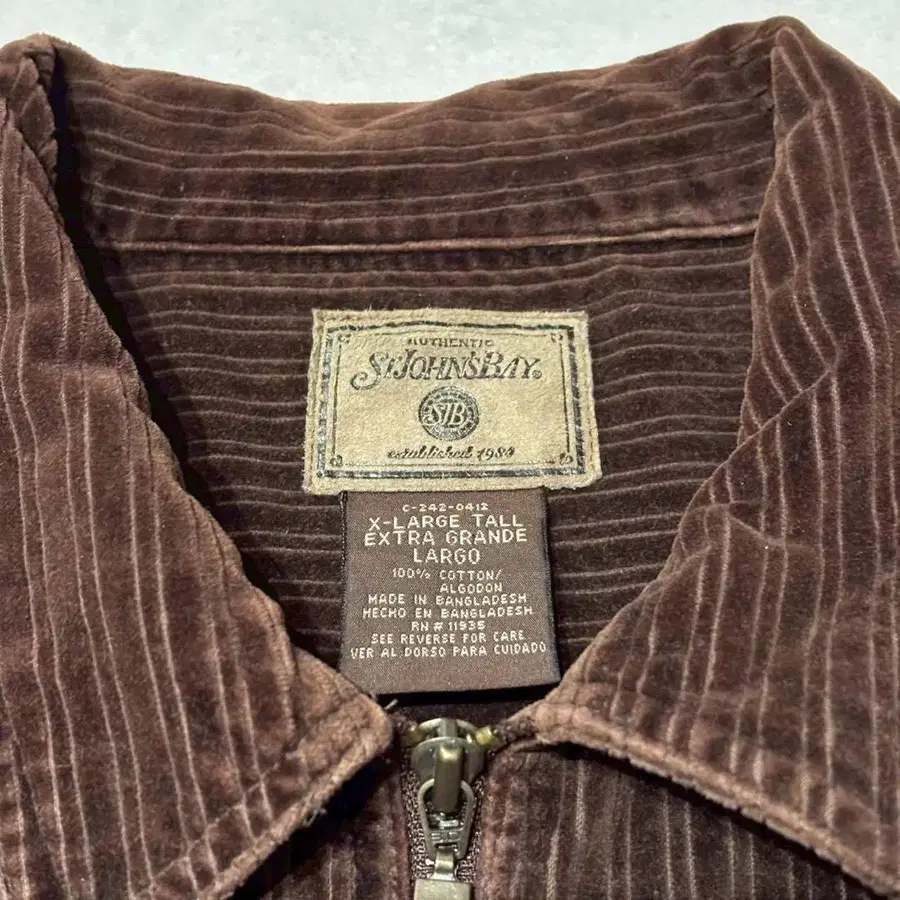 AUTHENTIC
St. JOHN'S BAY
SJB
established 1984
C-242-0412
X-LARGE TALL
EXTRA GRANDE
LARGO
100% COTTON/
ALGODON
MADE IN BANGLADESH
HECHO EN BANGLADESH
RN # 11935
SEE REVERSE FOR CARE
VER AL DORSO PARA CUIDADO